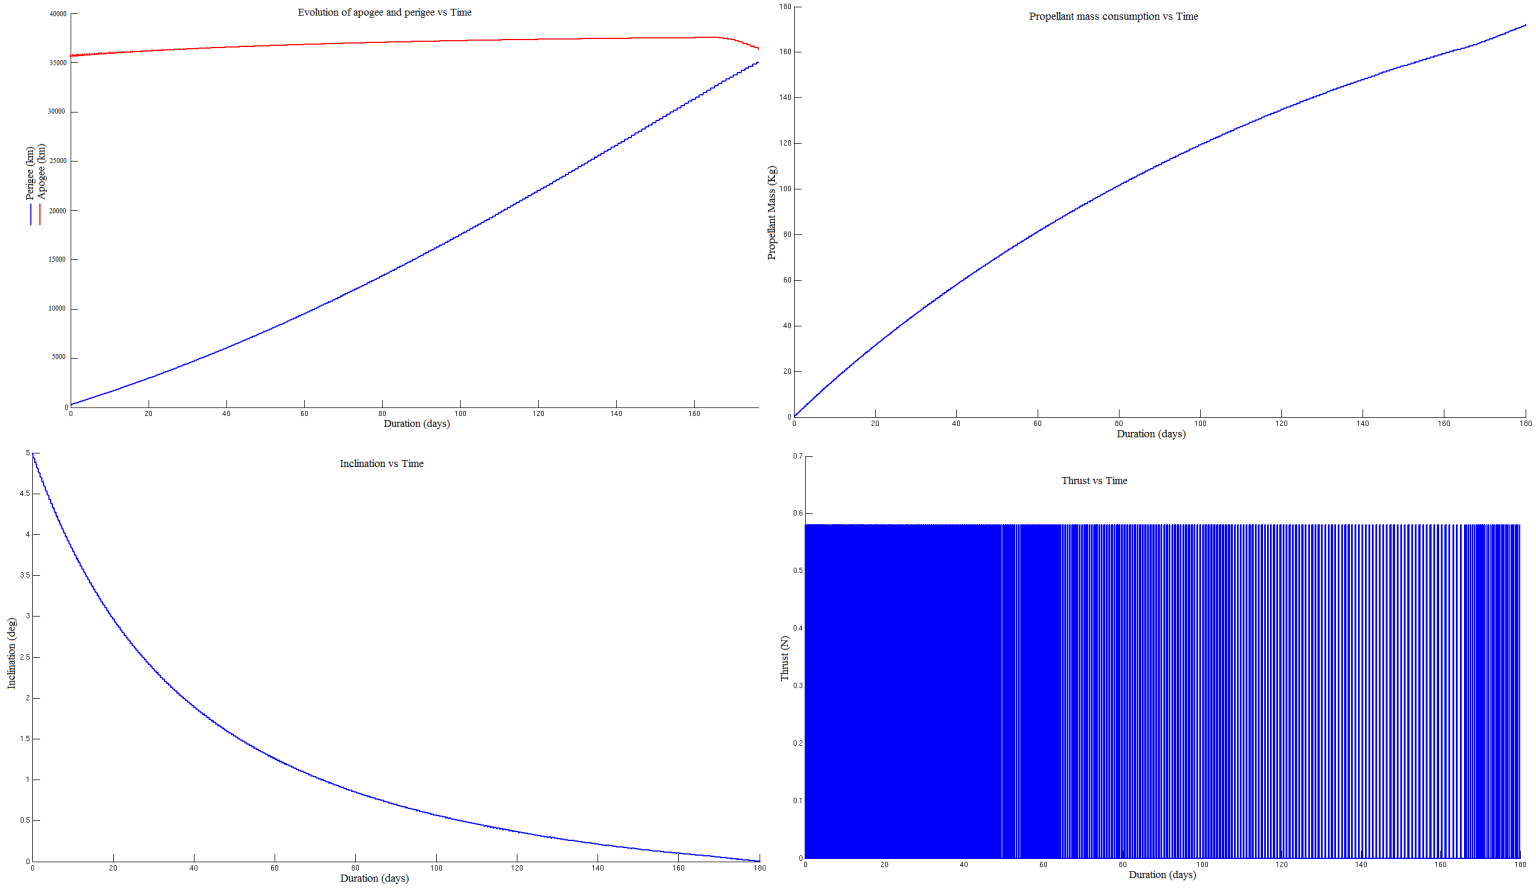 Evolution of apogee and perigee vs Time
40000
35000
30000
25000
20000
15000
10000
5000
0
Perigee (km)
Apogee (km)
0 20 40 60 80 100 120 140 160
Duration (days)
Propellant mass consumption vs Time
180
160
140
120
100
80
60
40
20
0
Propellant Mass (Kg)
0 20 40 60 80 100 120 140 160 180
Duration (days)
Inclination vs Time
5
4.5
4
3.5
3
2.5
2
1.5
1
0.5
0
Inclination (deg)
0 20 40 60 80 100 120 140 160 180
Duration (days)
Thrust vs Time
0.7
0.6
0.5
0.4
0.3
0.2
0.1
0
Thrust (N)
0 20 40 60 80 100 120 140 160 180
Duration (days)